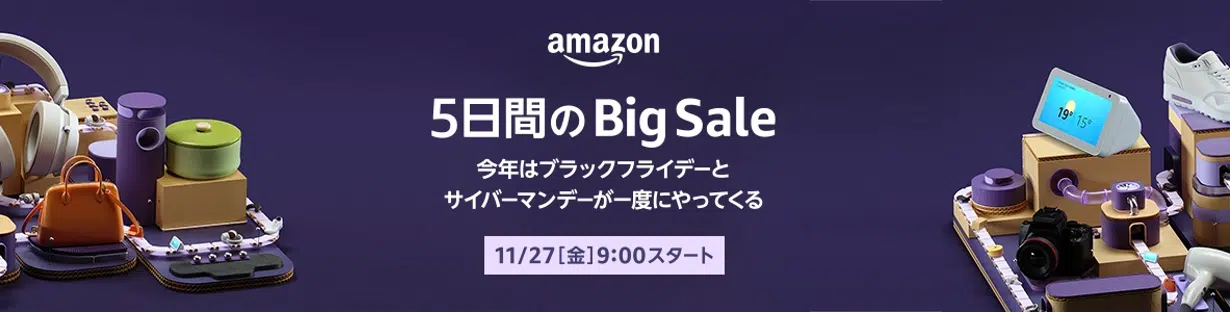 amazon
5日間のBig Sale
今年はブラックフライデーと
サイバーマンデーが一度にやってくる
11/27[金]9:00スタート
19° 15°